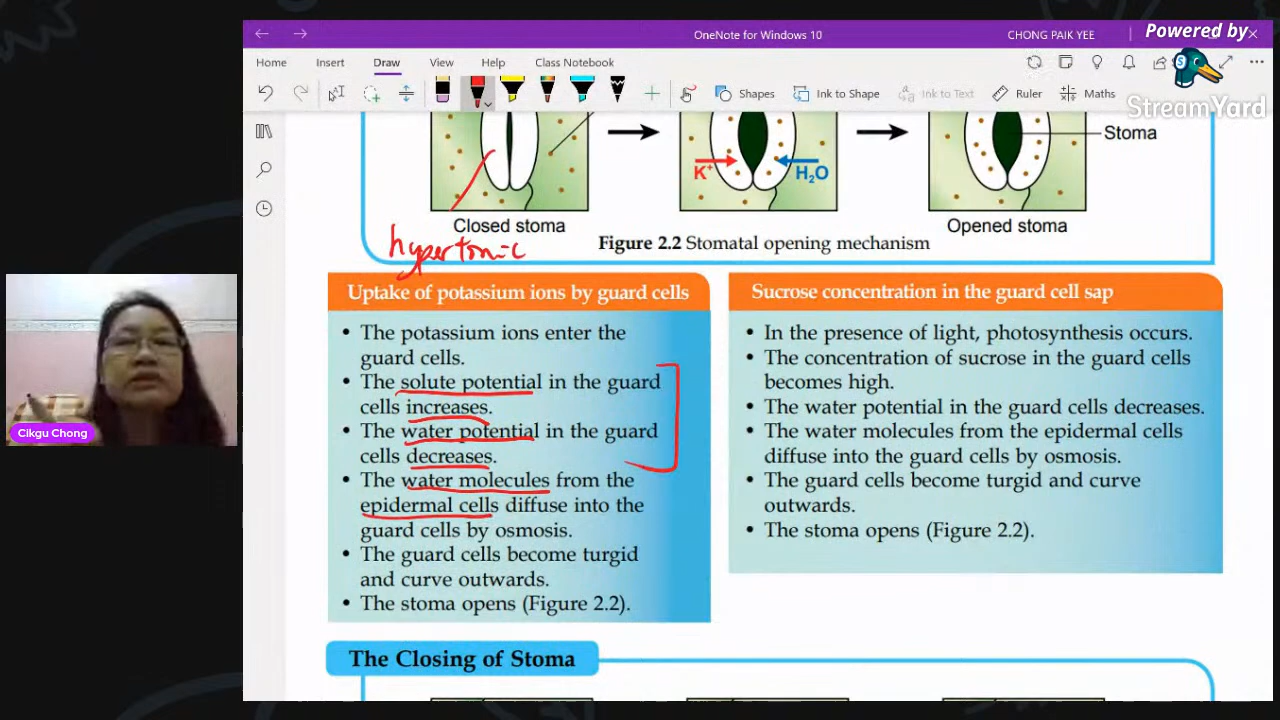 OneNote for Windows 10
CHONG PAIK YEE
Powered by
StreamYard
Home
Insert
Draw
View
Help
Class Notebook
Shapes
Ink to Shape
Ink to Text
Ruler
Maths
K+
H2O
Stoma
Closed stoma
Opened stoma
Figure 2.2 Stomatal opening mechanism
hypertonic
Uptake of potassium ions by guard cells
• The potassium ions enter the
guard cells.
• The solute potential in the guard
cells increases.
• The water potential in the guard
cells decreases.
• The water molecules from the
epidermal cells diffuse into the
guard cells by osmosis.
• The guard cells become turgid
and curve outwards.
• The stoma opens (Figure 2.2).
Sucrose concentration in the guard cell sap
• In the presence of light, photosynthesis occurs.
• The concentration of sucrose in the guard cells
becomes high.
• The water potential in the guard cells decreases.
• The water molecules from the epidermal cells
diffuse into the guard cells by osmosis.
• The guard cells become turgid and curve
outwards.
• The stoma opens (Figure 2.2).
Cikgu Chong
The Closing of Stoma